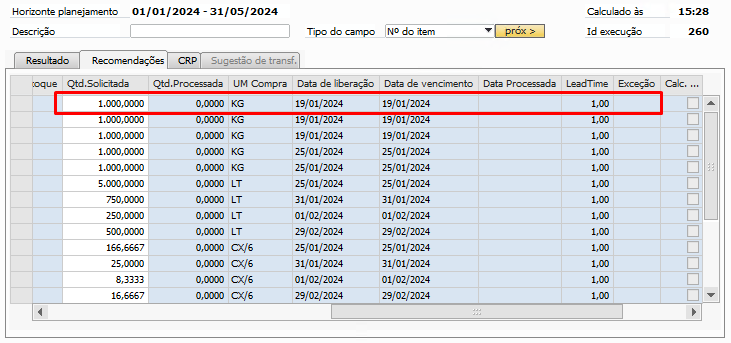 Horizonte planejamento 01/01/2024 - 31/05/2024 Calculado às 15:28
Descrição Tipo do campo Nº do item próx > Id execução 260
Resultado Recomendações CRP Sugestão de transf.
:oque Qtd.Solicitada Qtd.Processada UM Compra Data de liberação Data de vencimento Data Processada LeadTime Exceção Calc. ...
1.000,0000 0,0000 KG 19/01/2024 19/01/2024 1,00
1.000,0000 0,0000 KG 19/01/2024 19/01/2024 1,00
1.000,0000 0,0000 KG 19/01/2024 19/01/2024 1,00
1.000,0000 0,0000 KG 25/01/2024 25/01/2024 1,00
1.000,0000 0,0000 KG 25/01/2024 25/01/2024 1,00
5.000,0000 0,0000 LT 25/01/2024 25/01/2024 1,00
750,0000 0,0000 LT 31/01/2024 31/01/2024 1,00
250,0000 0,0000 LT 01/02/2024 01/02/2024 1,00
500,0000 0,0000 LT 29/02/2024 29/02/2024 1,00
166,6667 0,0000 CX/6 25/01/2024 25/01/2024 1,00
25,0000 0,0000 CX/6 31/01/2024 31/01/2024 1,00
8,3333 0,0000 CX/6 01/02/2024 01/02/2024 1,00
16,6667 0,0000 CX/6 29/02/2024 29/02/2024 1,00